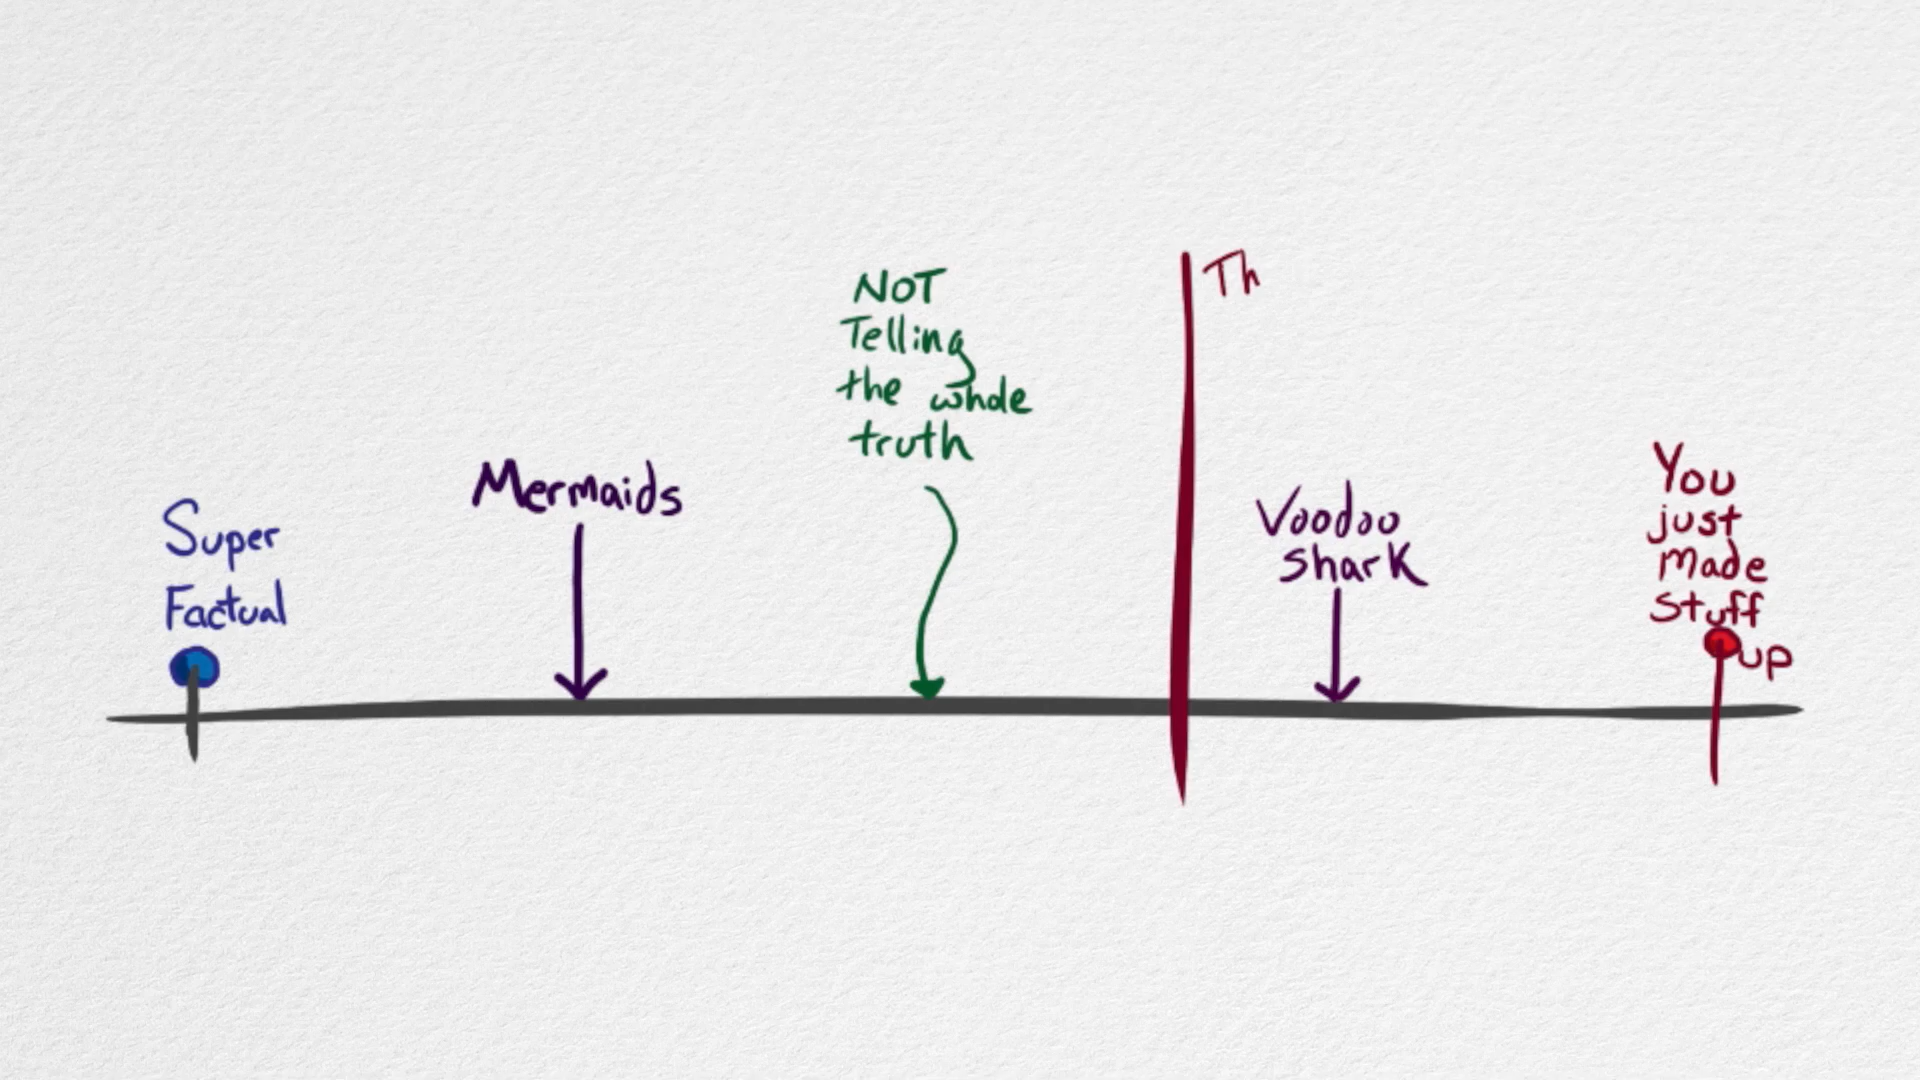 Super
Factual
Mermaids
NOT
Telling
the whole
truth
Th
Voodoo
shark
You
just
made
stuff
up